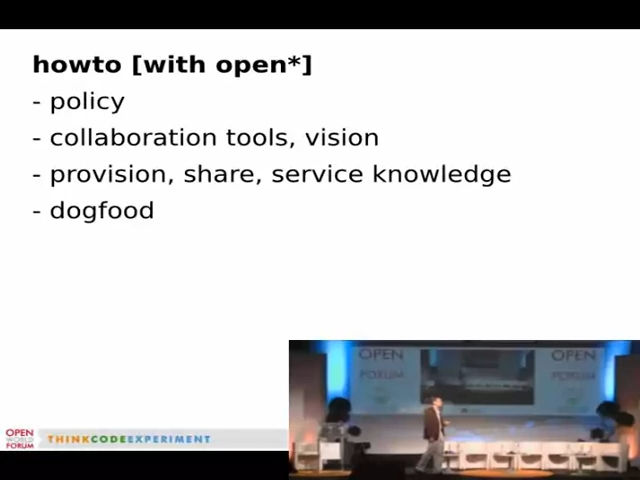 howto [with open*]
- policy
- collaboration tools, vision
- provision, share, service knowledge
- dogfood
OPEN
FORUM
OPEN
FORUM
OPEN
WORLD
FORUM
THINKCODEEXPERIMENT